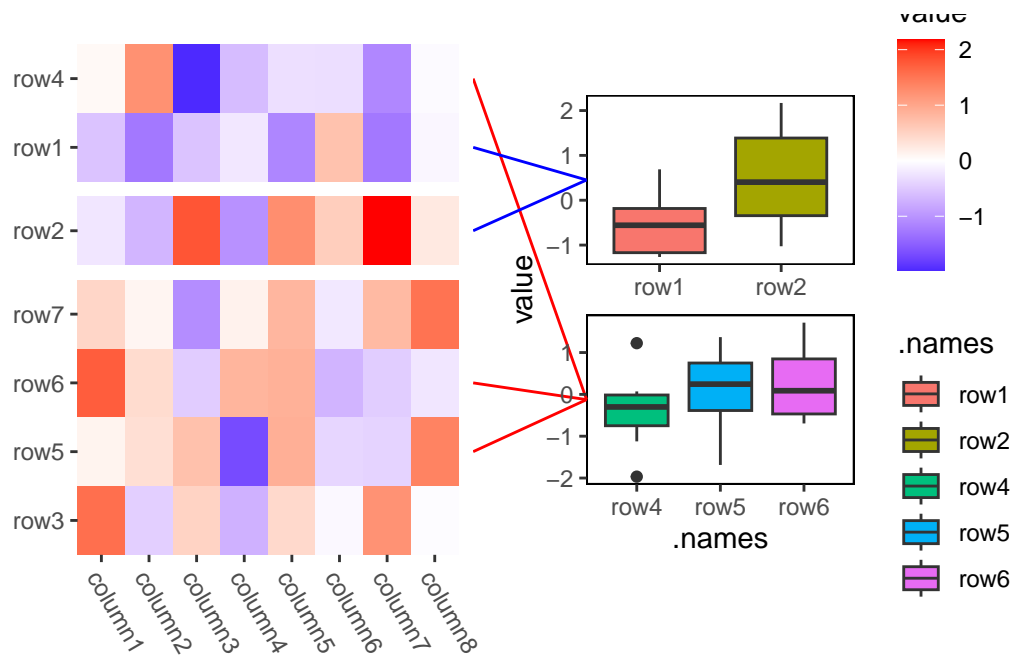 row4
row1
row2
row7
row6
row5
row3
column1
column2
column3
column4
column5
column6
column7
column8
value
2
1
0
−1
row1
row2
1
0
−1
−2
row4
row5
row6
.names
value
2
1
0
−1
.names
row1
row2
row4
row5
row6